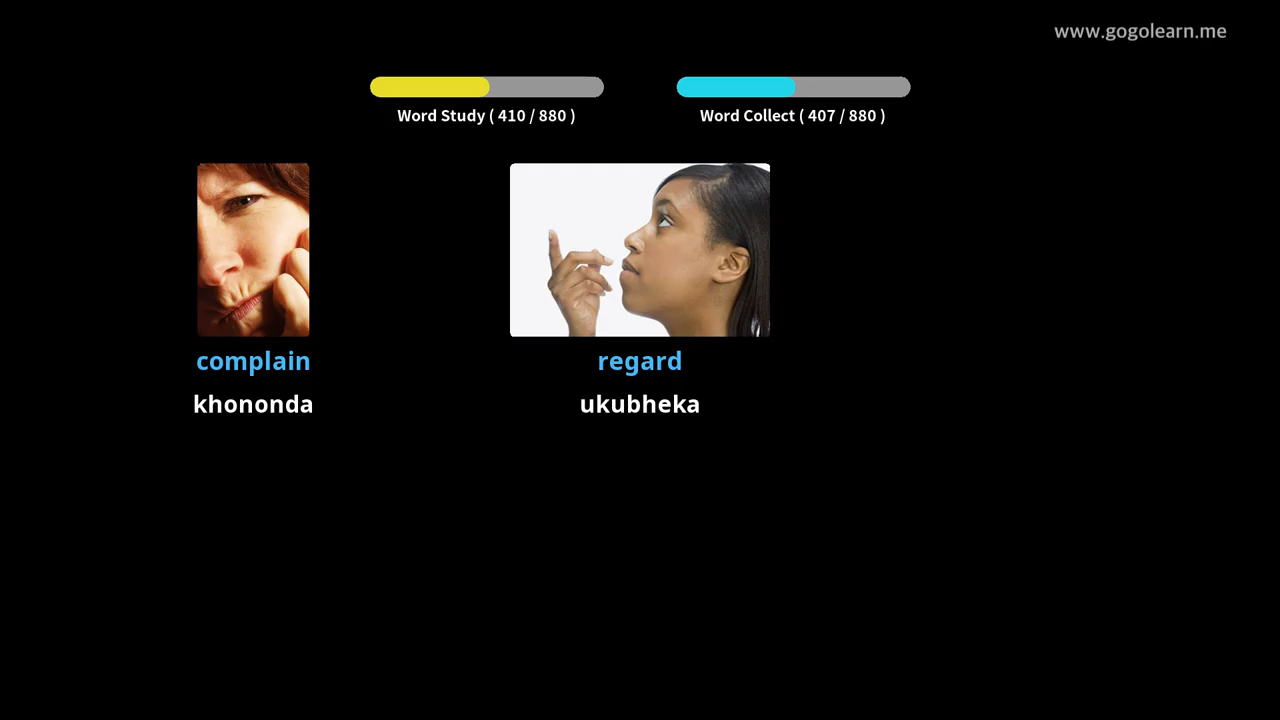 www.gogolearn.me
Word Study ( 410 / 880 )
Word Collect ( 407 / 880 )
complain
khononda
regard
ukubheka